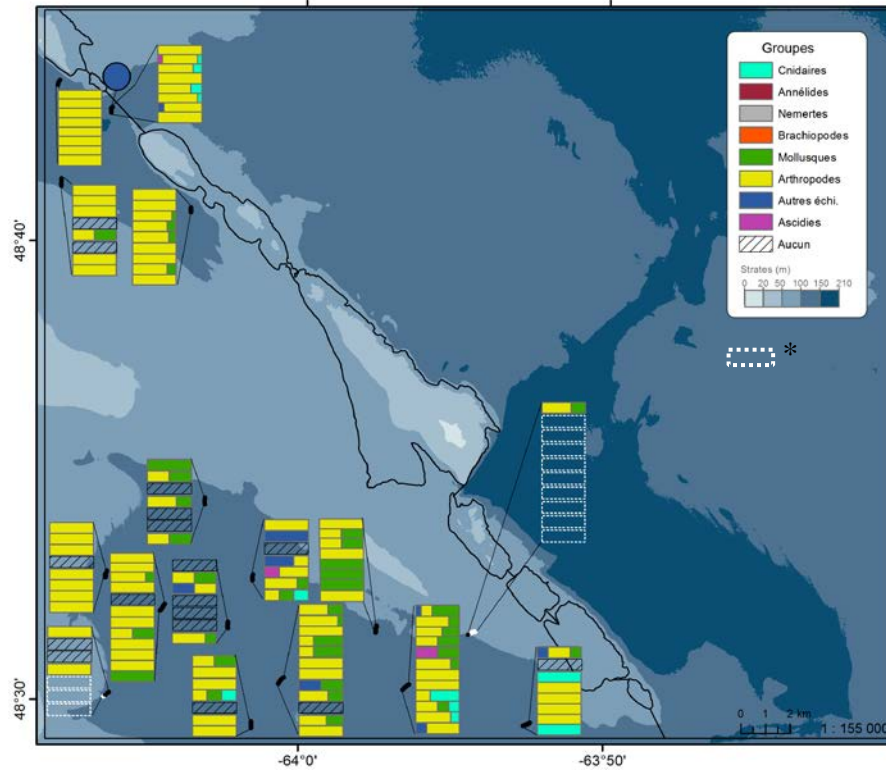 Groupes
Cnidaires
Annélides
Nemertes
Brachiopodes
Mollusques
Arthropodes
Autres échi.
Ascidies
Aucun
Strates (m)
0 20 50 100 150 210
*
48°40'
48°30'
0 1 2 km
1 : 155 000
-64°0'
-63°50'